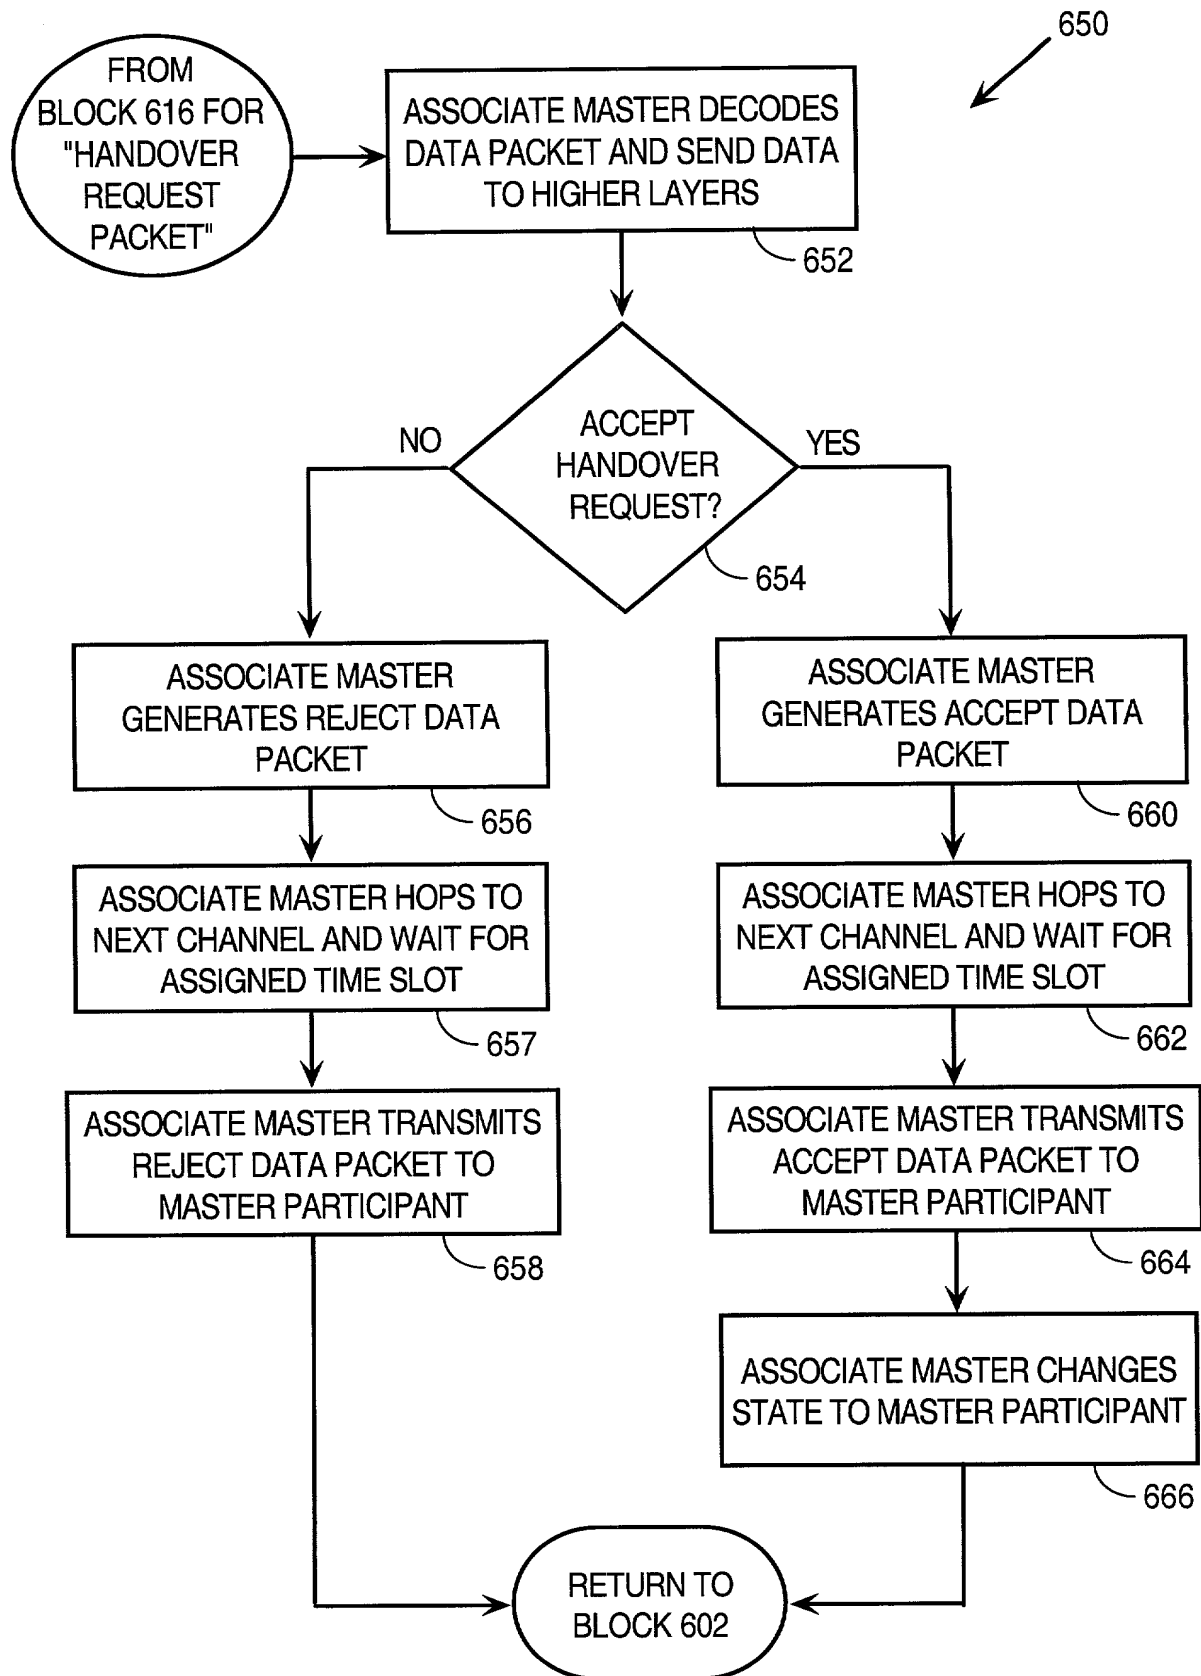 650
FROM
BLOCK 616 FOR
"HANDOVER
REQUEST
PACKET"
ASSOCIATE MASTER DECODES
DATA PACKET AND SEND DATA
TO HIGHER LAYERS
652
ACCEPT
HANDOVER
REQUEST?
NO
YES
654
ASSOCIATE MASTER
GENERATES REJECT DATA
PACKET
656
ASSOCIATE MASTER HOPS TO
NEXT CHANNEL AND WAIT FOR
ASSIGNED TIME SLOT
657
ASSOCIATE MASTER TRANSMITS
REJECT DATA PACKET TO
MASTER PARTICIPANT
658
ASSOCIATE MASTER
GENERATES ACCEPT DATA
PACKET
660
ASSOCIATE MASTER HOPS TO
NEXT CHANNEL AND WAIT FOR
ASSIGNED TIME SLOT
662
ASSOCIATE MASTER TRANSMITS
ACCEPT DATA PACKET TO
MASTER PARTICIPANT
664
ASSOCIATE MASTER CHANGES
STATE TO MASTER PARTICIPANT
666
RETURN TO
BLOCK 602